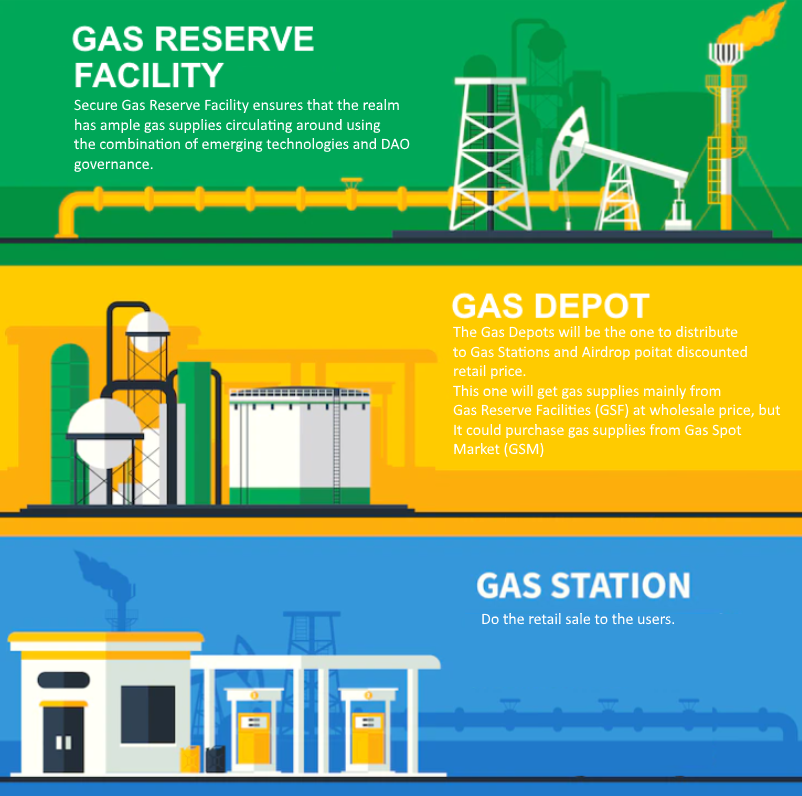 GAS RESERVE
FACILITY
Secure Gas Reserve Facility ensures that the realm
has ample gas supplies circulating around using
the combination of emerging technologies and DAO
governance.
GAS DEPOT
The Gas Depots will be the one to distribute
to Gas Stations and Airdrop poitat discounted
retail price.
This one will get gas supplies mainly from
Gas Reserve Facilities (GSF) at wholesale price, but
It could purchase gas supplies from Gas Spot
Market (GSM)
GAS STATION
Do the retail sale to the users.